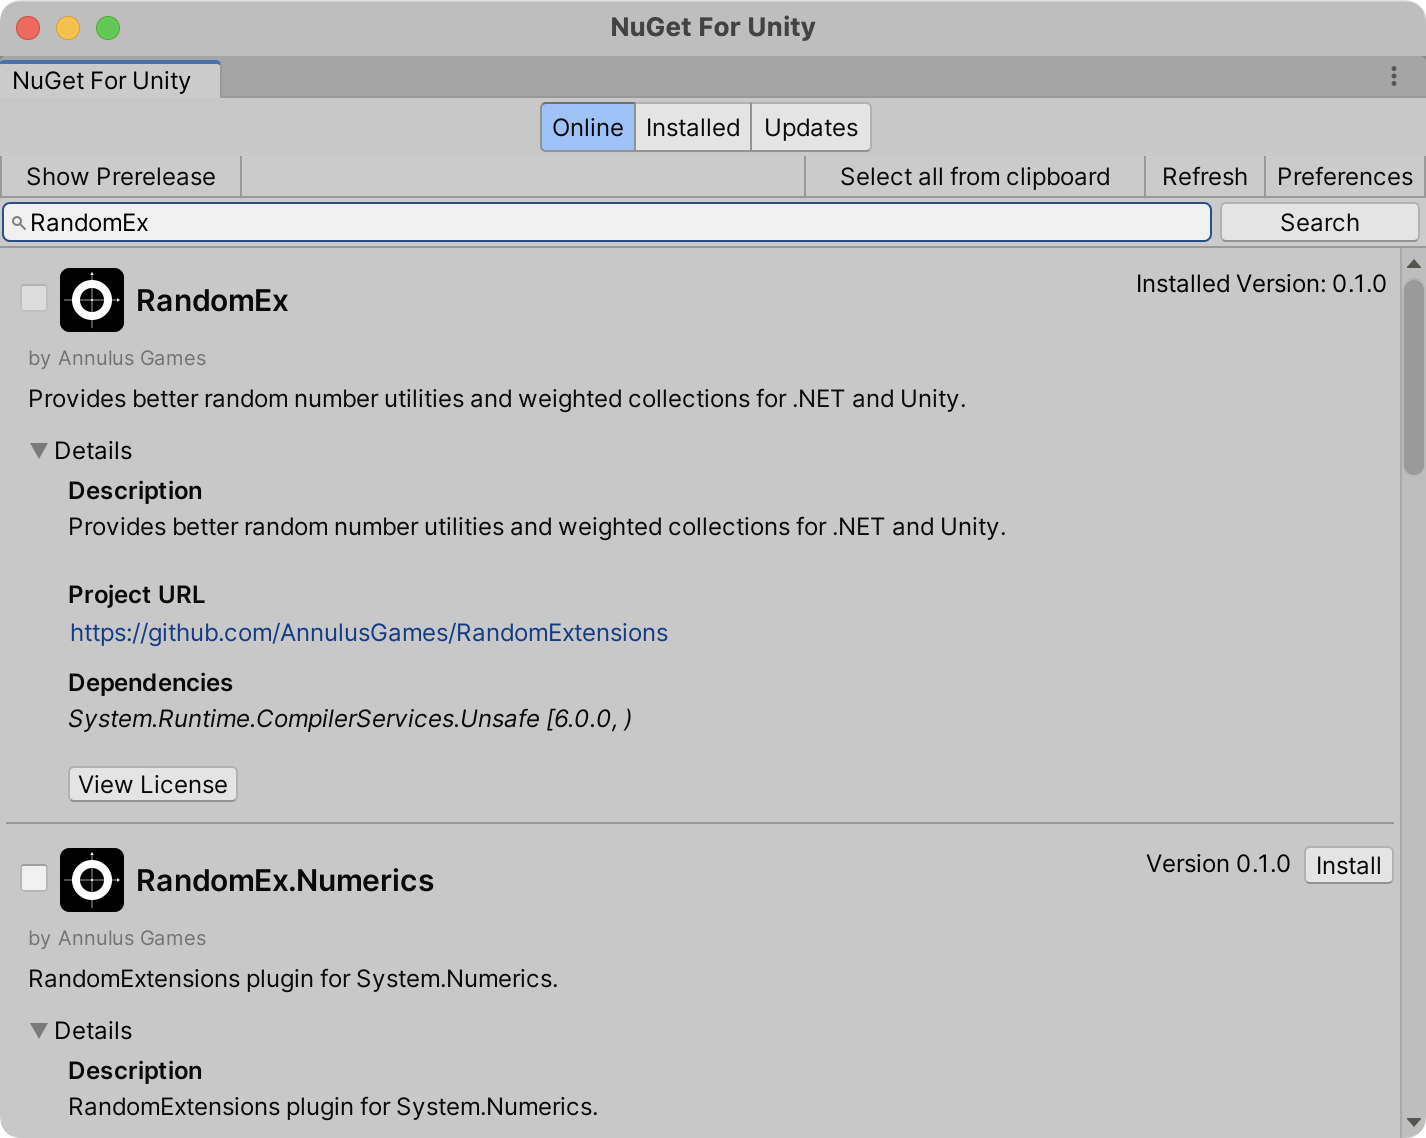 NuGet For Unity
NuGet For Unity
Online Installed Updates
Show Prerelease Select all from clipboard Refresh Preferences
RandomEx Search
RandomEx Installed Version: 0.1.0
by Annulus Games
Provides better random number utilities and weighted collections for .NET and Unity.
Details
Description
Provides better random number utilities and weighted collections for .NET and Unity.
Project URL
https://github.com/AnnulusGames/RandomExtensions
Dependencies
System.Runtime.CompilerServices.Unsafe [6.0.0, )
View License
RandomEx.Numerics Version 0.1.0 Install
by Annulus Games
RandomExtensions plugin for System.Numerics.
Details
Description
RandomExtensions plugin for System.Numerics.